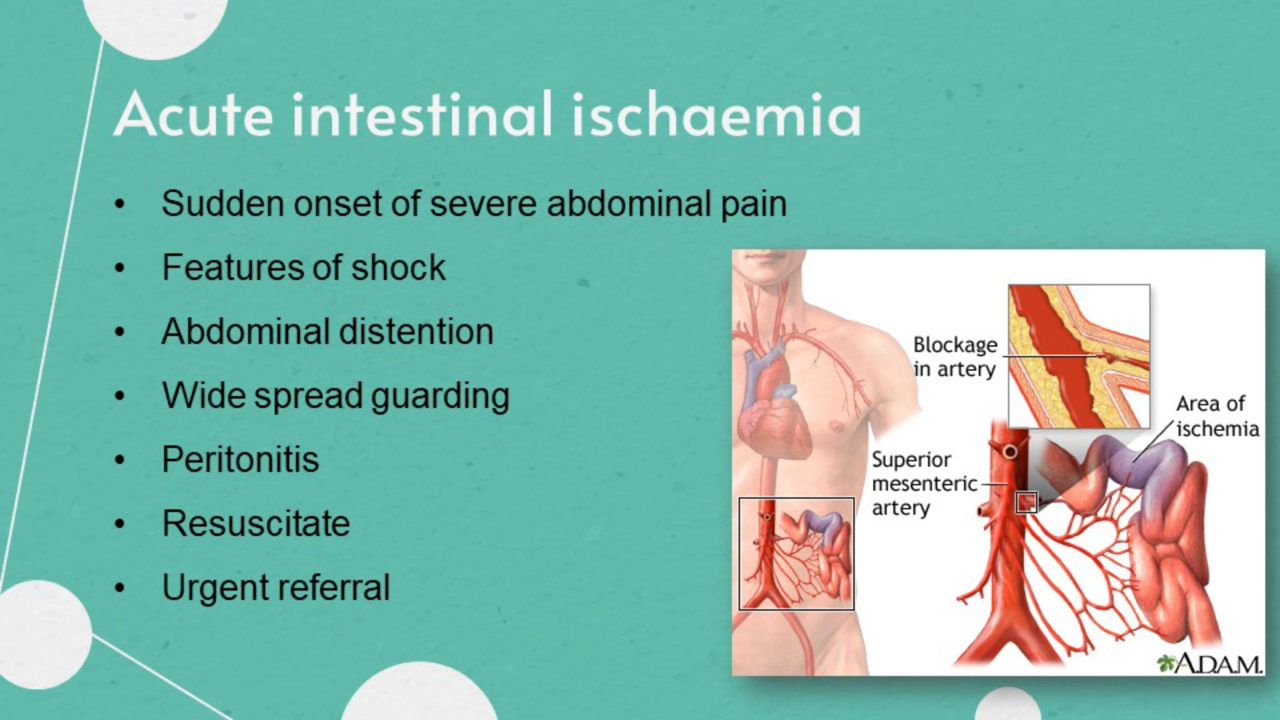 Acute intestinal ischaemia
• Sudden onset of severe abdominal pain
• Features of shock
• Abdominal distention
• Wide spread guarding
• Peritonitis
• Resuscitate
• Urgent referral
Blockage
in artery
Area of
ischemia
Superior
mesenteric
artery
A.D.A.M.